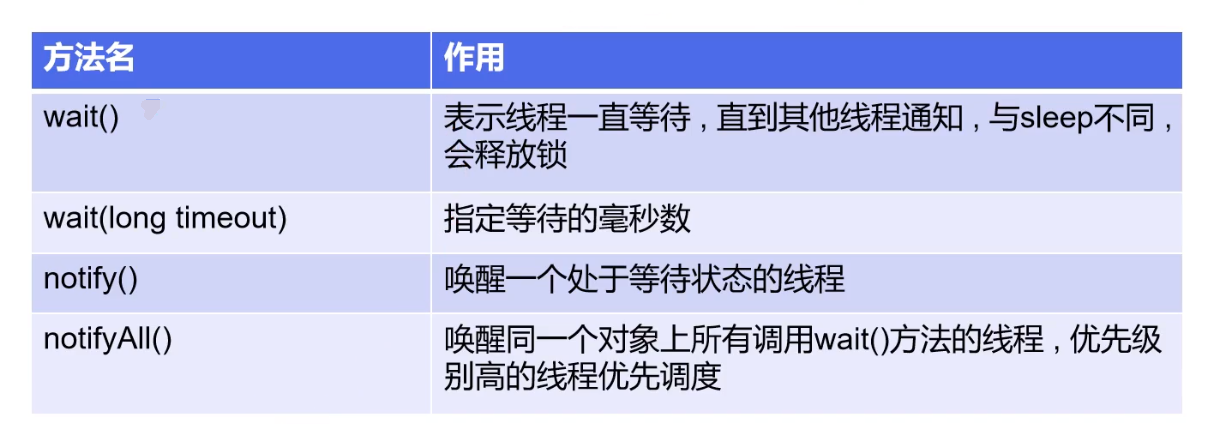 方法名
作用
wait()
表示线程一直等待，直到其他线程通知，与sleep不同，
会释放锁
wait(long timeout)
指定等待的毫秒数
notify()
唤醒一个处于等待状态的线程
notifyAll()
唤醒同一个对象上所有调用wait()方法的线程，优先级
别高的线程优先调度